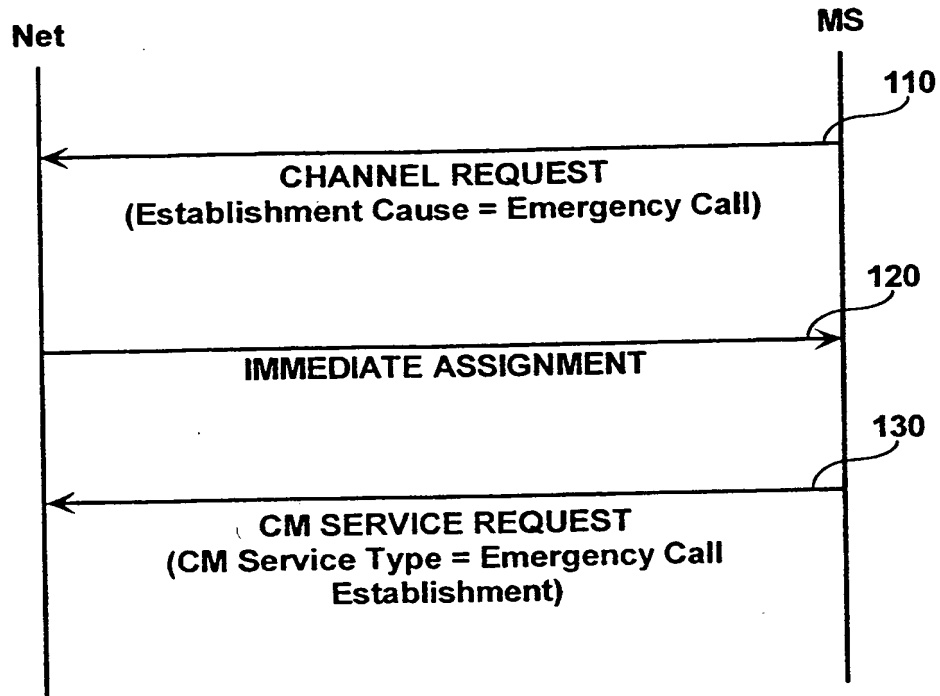 Net
MS
110
CHANNEL REQUEST
(Establishment Cause = Emergency Call)
120
IMMEDIATE ASSIGNMENT
130
CM SERVICE REQUEST
(CM Service Type = Emergency Call
Establishment)